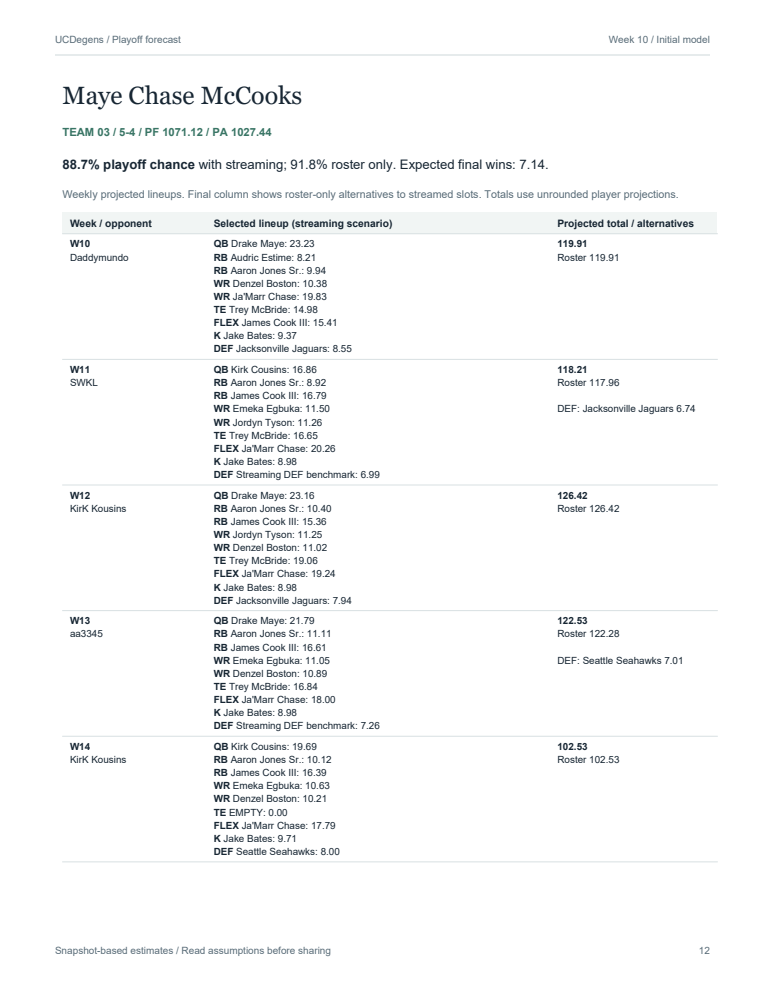 UCDegens / Playoff forecast
Week 10 / Initial model
Maye Chase McCooks
TEAM 03 / 5-4 / PF 1071.12 / PA 1027.44
88.7% playoff chance with streaming; 91.8% roster only. Expected final wins: 7.14.
Weekly projected lineups. Final column shows roster-only alternatives to streamed slots. Totals use unrounded player projections.
Week / opponent
Selected lineup (streaming scenario)
Projected total / alternatives
W10
Daddymundo
QB Drake Maye: 23.23
RB Audric Estime: 8.21
RB Aaron Jones Sr.: 9.94
WR Denzel Boston: 10.38
WR Ja'Marr Chase: 19.83
TE Trey McBride: 14.98
FLEX James Cook III: 15.41
K Jake Bates: 9.37
DEF Jacksonville Jaguars: 8.55
119.91
Roster 119.91
W11
SWKL
QB Kirk Cousins: 16.86
RB Aaron Jones Sr.: 8.92
RB James Cook III: 16.79
WR Emeka Egbuka: 11.50
WR Jordyn Tyson: 11.26
TE Trey McBride: 16.65
FLEX Ja'Marr Chase: 20.26
K Jake Bates: 8.98
DEF Streaming DEF benchmark: 6.99
118.21
Roster 117.96
DEF: Jacksonville Jaguars 6.74
W12
KirK Kousins
QB Drake Maye: 23.16
RB Aaron Jones Sr.: 10.40
RB James Cook III: 15.36
WR Jordyn Tyson: 11.25
WR Denzel Boston: 11.02
TE Trey McBride: 19.06
FLEX Ja'Marr Chase: 19.24
K Jake Bates: 8.98
DEF Jacksonville Jaguars: 7.94
126.42
Roster 126.42
W13
aa3345
QB Drake Maye: 21.79
RB Aaron Jones Sr.: 11.11
RB James Cook III: 16.61
WR Emeka Egbuka: 11.05
WR Denzel Boston: 10.89
TE Trey McBride: 16.84
FLEX Ja'Marr Chase: 18.00
K Jake Bates: 8.98
DEF Streaming DEF benchmark: 7.26
122.53
Roster 122.28
DEF: Seattle Seahawks 7.01
W14
KirK Kousins
QB Kirk Cousins: 19.69
RB Aaron Jones Sr.: 10.12
RB James Cook III: 16.39
WR Emeka Egbuka: 10.63
WR Denzel Boston: 10.21
TE EMPTY: 0.00
FLEX Ja'Marr Chase: 17.79
K Jake Bates: 9.71
DEF Seattle Seahawks: 8.00
102.53
Roster 102.53
Snapshot-based estimates / Read assumptions before sharing
12